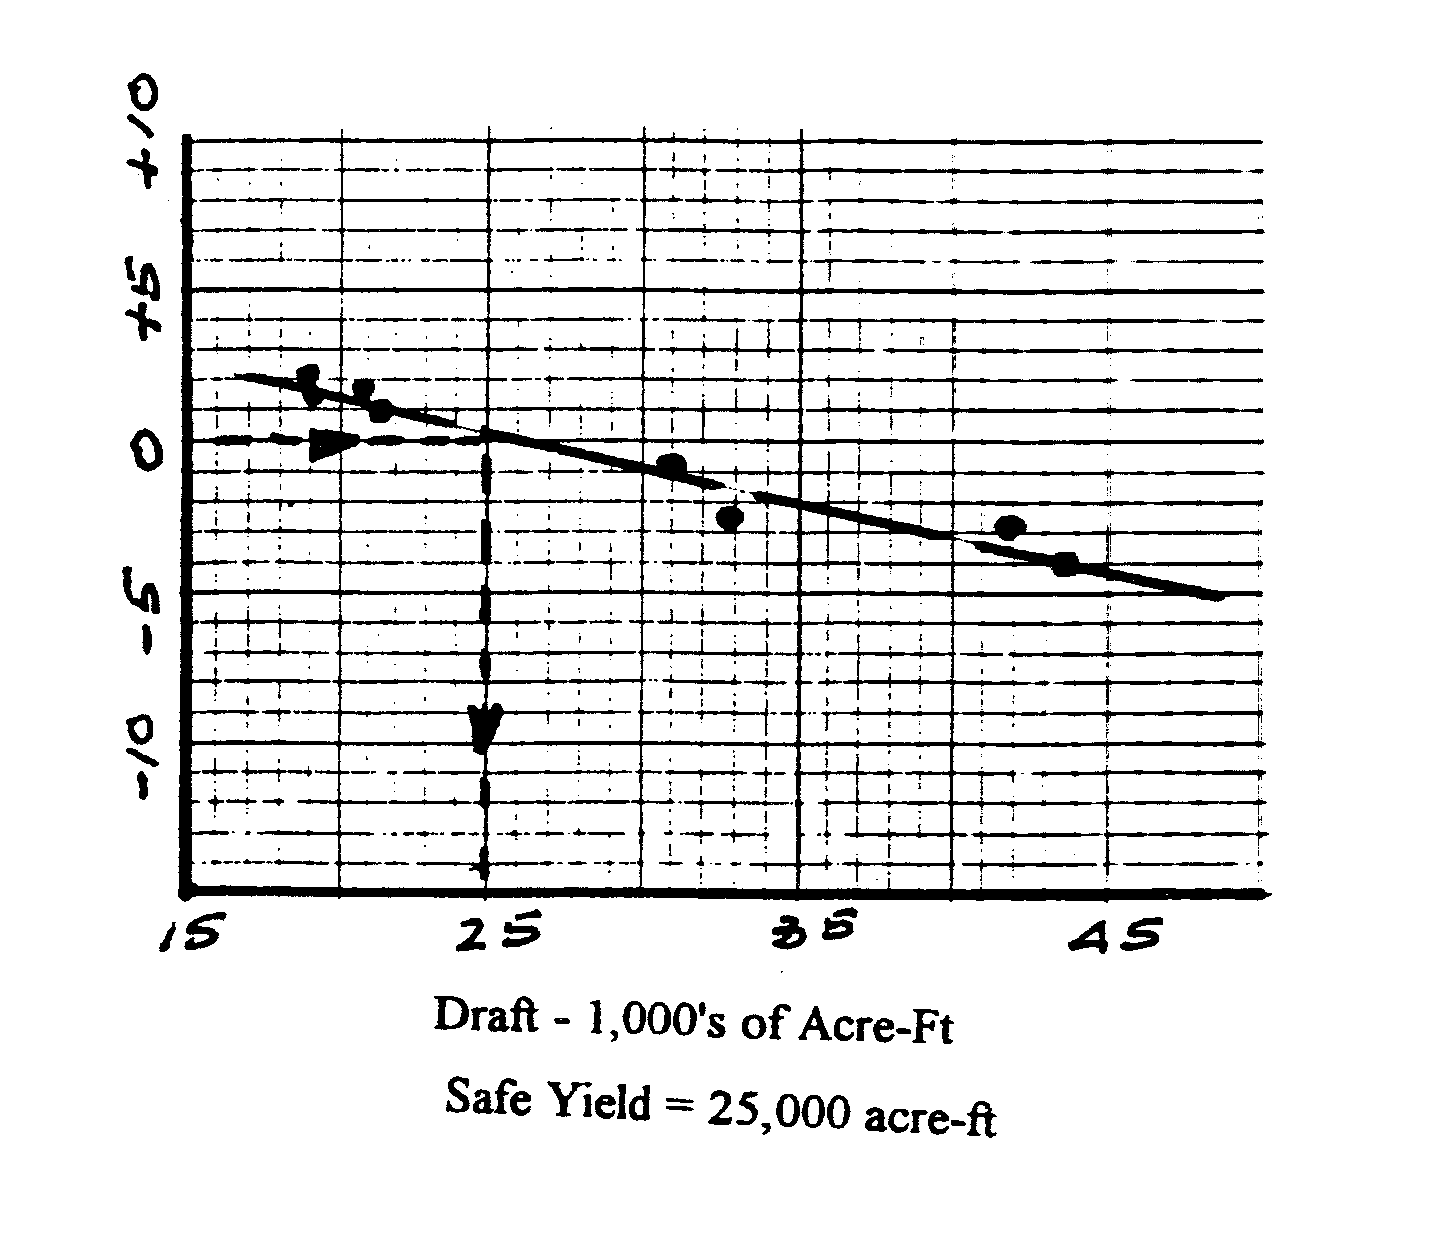 +10
+5
0
-5
-10
15 25 35 45
Draft - 1,000's of Acre-Ft
Safe Yield = 25,000 acre-ft